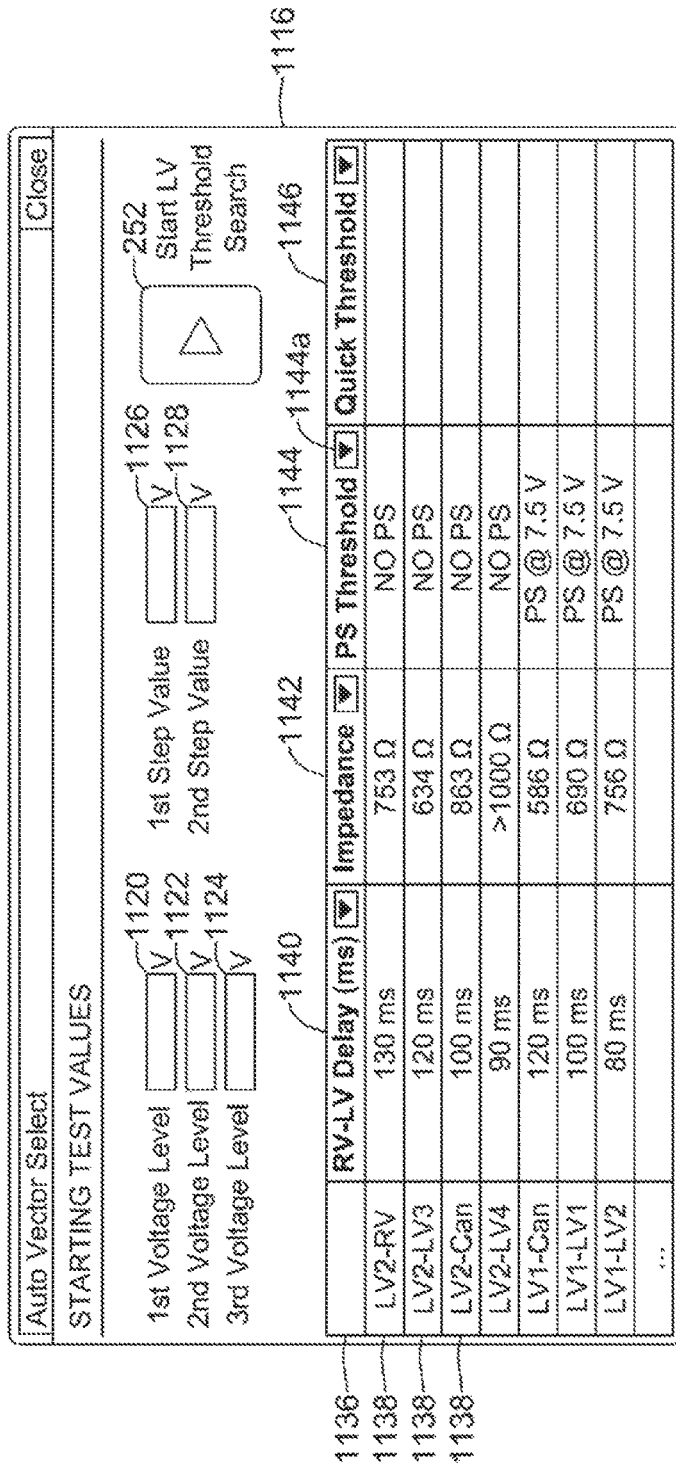 1116
Auto Vector Select Close
STARTING TEST VALUES
1st Voltage Level V 1120
2nd Voltage Level V 1122
3rd Voltage Level V 1124
1st Step Value V 1126
2nd Step Value V 1128
252
Start LV
Threshold
Search
1136 1140 1142 1144 1144a 1146
RV-LV Delay (ms) ▼ Impedance ▼ PS Threshold ▼ Quick Threshold ▼
1138 LV2-RV 130 ms 753 Ω NO PS
1138 LV2-LV3 120 ms 634 Ω NO PS
1138 LV2-Can 100 ms 863 Ω NO PS
LV2-LV4 90 ms >1000 Ω NO PS
LV1-Can 120 ms 586 Ω PS @ 7.5 V
LV1-LV1 100 ms 690 Ω PS @ 7.5 V
LV1-LV2 80 ms 756 Ω PS @ 7.5 V
...